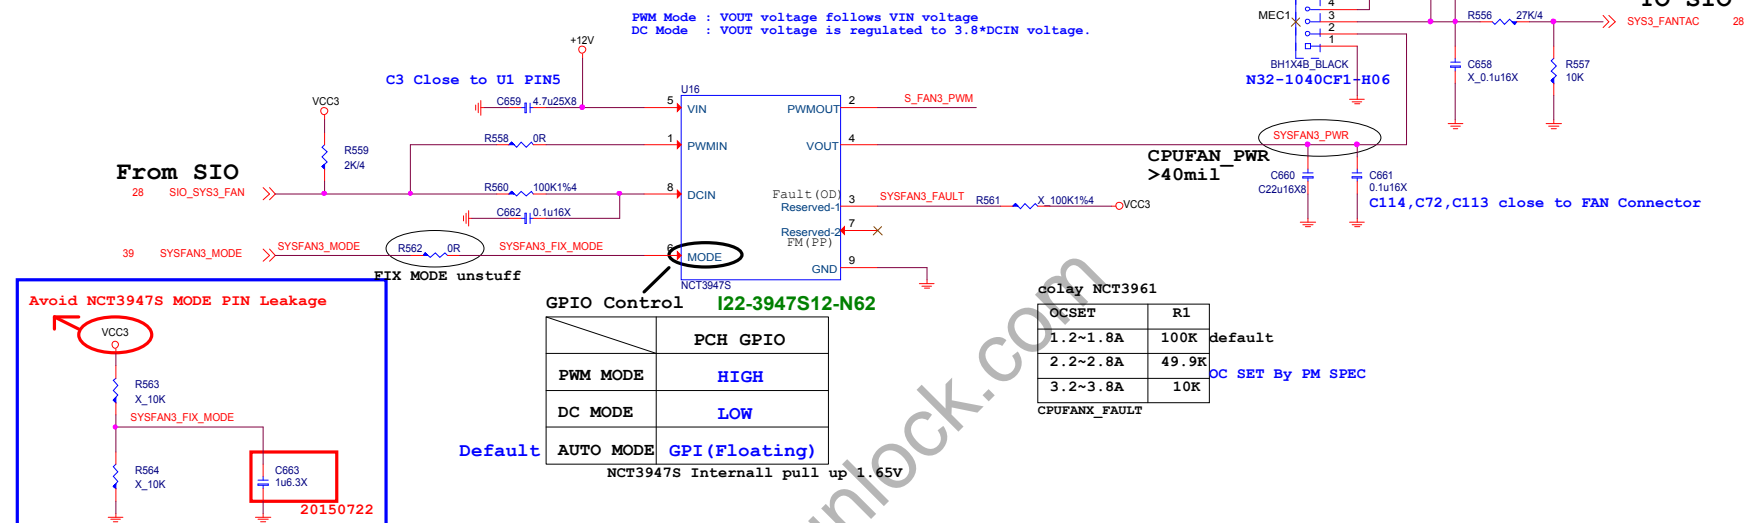 PWM Mode : VOUT voltage follows VIN voltage
DC Mode  : VOUT voltage is regulated to 3.8*DCIN voltage.
4
MEC1
3
2
1
R556
27K/4
SYS3_FANTAC
28
BH1X4B_BLACK
N32-1040CF1-H06
C658
X_0.1u16X
R557
10K
+12V
C3 Close to U1 PIN5
U16
VCC3
C659
4.7u25X8
5
VIN
PWMOUT
2
S_FAN3_PWM
R559
2K/4
R558
0R
1
PWMIN
VOUT
4
SYSFAN3_PWR
CPUFAN_PWR
>40mil
From SIO
28
SIO_SYS3_FAN
R560
100K1%4
8
DCIN
Fault(OD)
Reserved-1
3
SYSFAN3_FAULT
R561
X_100K1%4
VCC3
C660
C22u16X8
C661
0.1u16X
C114,C72,C113 close to FAN Connector
C662
0.1u16X
Reserved-2
FM(PP)
7
39
SYSFAN3_MODE
SYSFAN3_MODE
R562
0R
SYSFAN3_FIX_MODE
6
MODE
GND
9
FIX MODE unstuff
NCT3947S
GPIO Control
I22-3947S12-N62
Avoid NCT3947S MODE PIN Leakage
VCC3
R563
X_10K
SYSFAN3_FIX_MODE
R564
X_10K
C663
1u6.3X
20150722
PCH GPIO
PWM MODE
HIGH
DC MODE
LOW
Default
AUTO MODE
GPI(Floating)
NCT3947S Internall pull up 1.65V
colay NCT3961
OCSET
R1
1.2~1.8A
100K
default
2.2~2.8A
49.9K
OC SET By PM SPEC
3.2~3.8A
10K
CPUFANX_FAULT
unlock.com